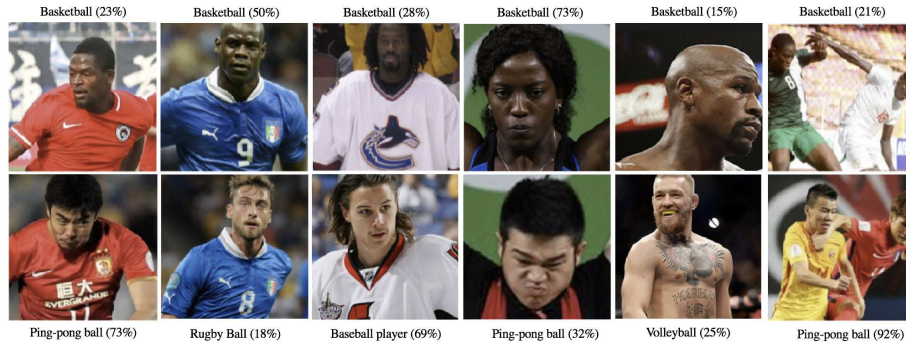 Basketball (23%)
Basketball (50%)
Basketball (28%)
Basketball (73%)
Basketball (15%)
Basketball (21%)
9
8
恒大
EVERGRANDE
8
Ping-pong ball (73%)
Rugby Ball (18%)
Baseball player (69%)
Ping-pong ball (32%)
Volleyball (25%)
Ping-pong ball (92%)